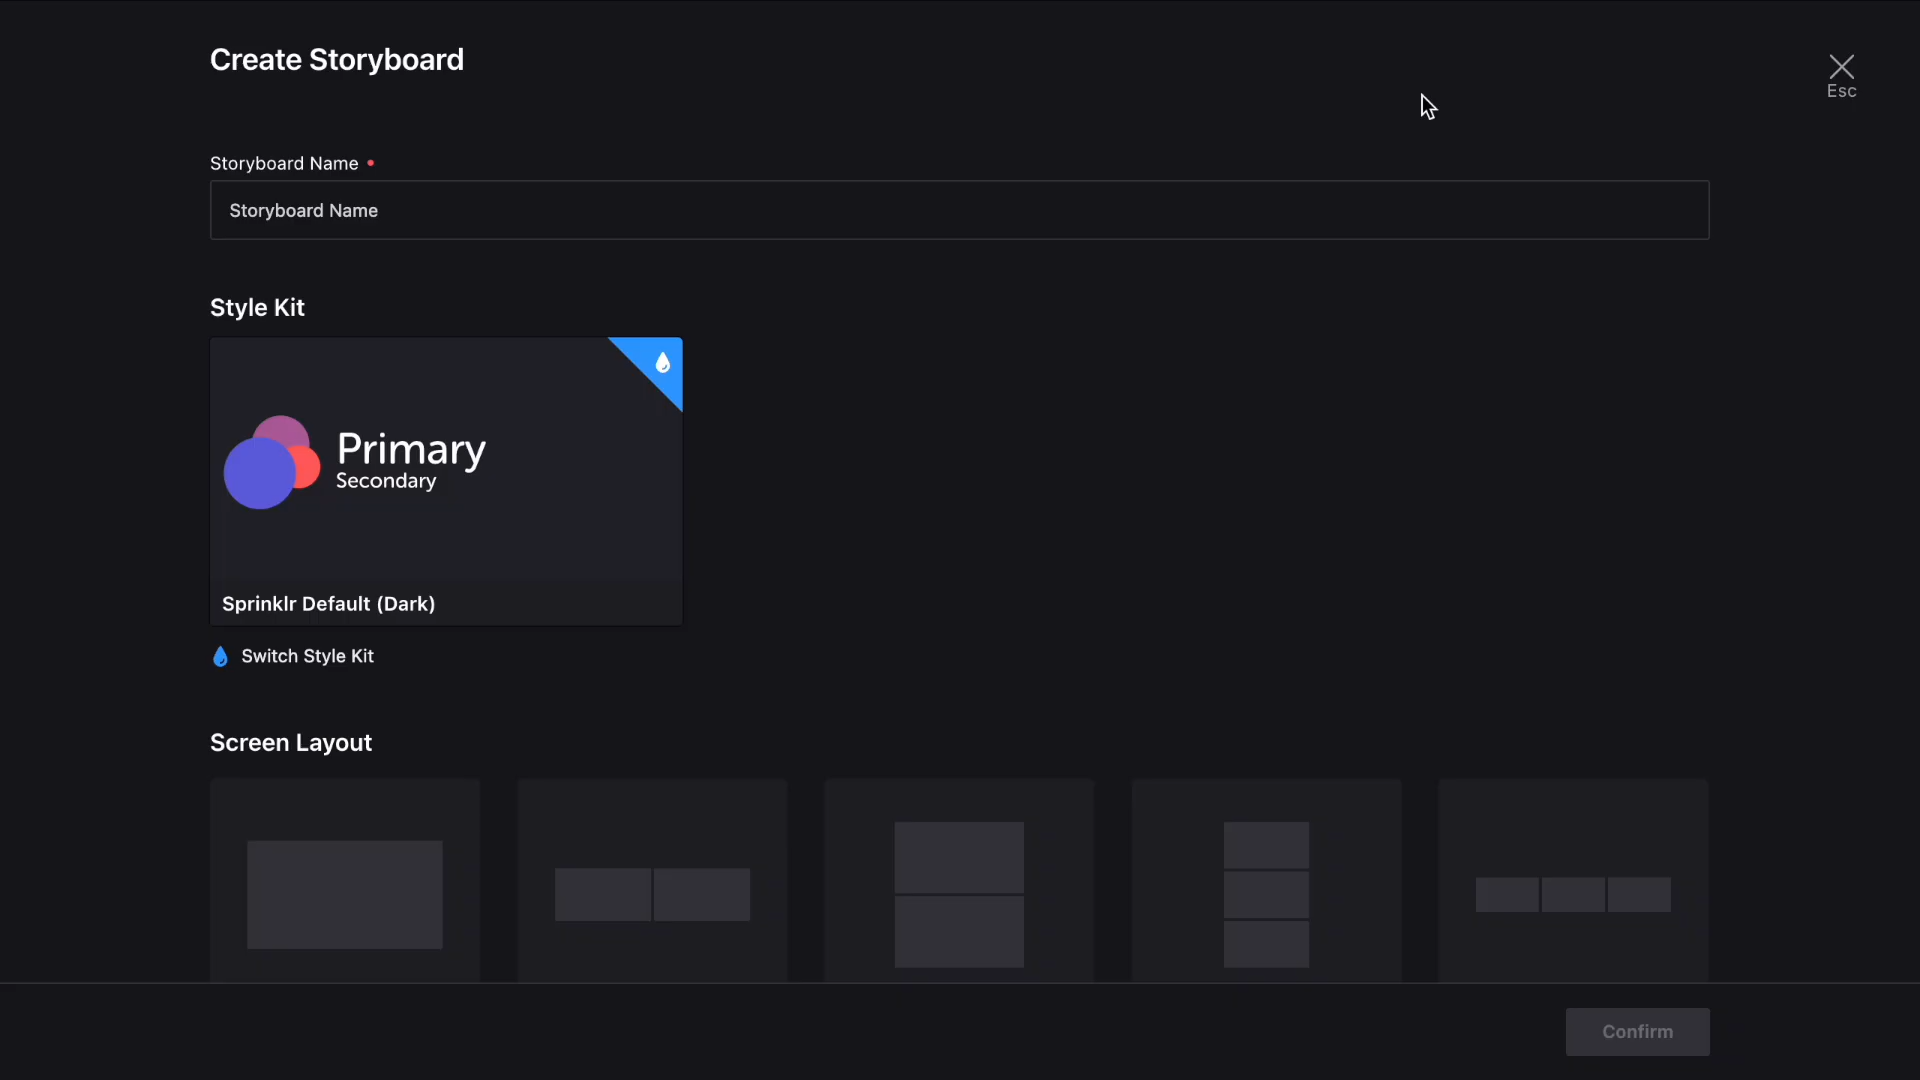 Create Storyboard
Esc
Storyboard Name
Storyboard Name
Style Kit
Primary
Secondary
Sprinklr Default (Dark)
Switch Style Kit
Screen Layout
Confirm